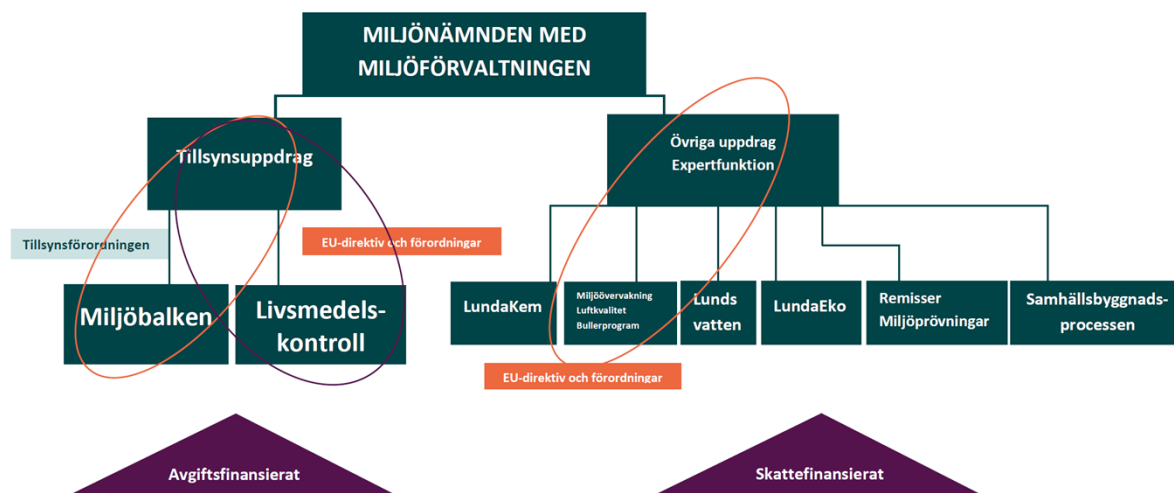 MILJÖNÄMNDEN MED
MILJÖFÖRVALTNINGEN
Tillsynsuppdrag
Övriga uppdrag
Expertfunktion
Tillsynsförordningen
EU-direktiv och förordningar
Miljöbalken
Livsmedels-
kontroll
LundaKem
Miljöövervakning
Luftkvalitet
Bullerprogram
Lunds
vatten
LundaEko
Remisser
Miljöprövningar
Samhällsbyggnads-
processen
EU-direktiv och förordningar
Avgiftsfinansierat
Skattefinansierat